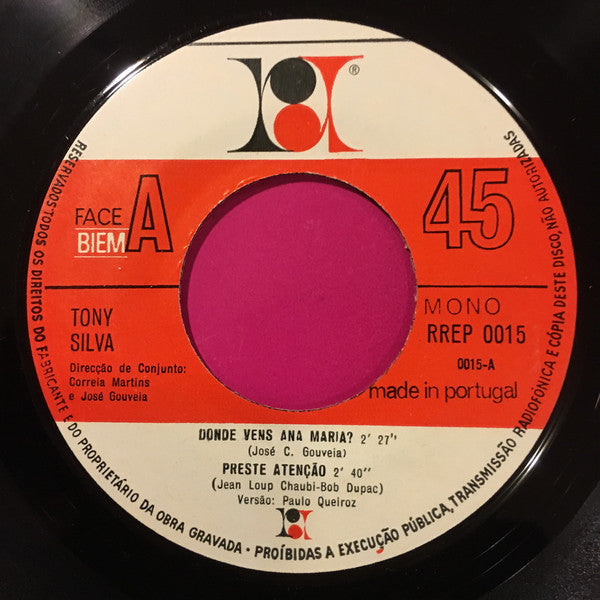 ®
FACE A
BIEM
45
TONY
SILVA
Direcção de Conjunto:
Correia Martins
e José Gouveia
MONO
RREP 0015
0015-A
made in portugal
DONDE VENS ANA MARIA? 2' 27''
(José C. Gouveia)
PRESTE ATENÇÃO 2' 40''
(Jean Loup Chaubi-Bob Dupac)
Versão: Paulo Queiroz
RESERVADOS TODOS OS DIREITOS DO FABRICANTE E DO PROPRIETÁRIO DA OBRA GRAVADA - PROÍBIDAS A EXECUÇÃO PÚBLICA, TRANSMISSÃO RADIOFÓNICA E CÓPIA DESTE DISCO, NÃO AUTORIZADAS